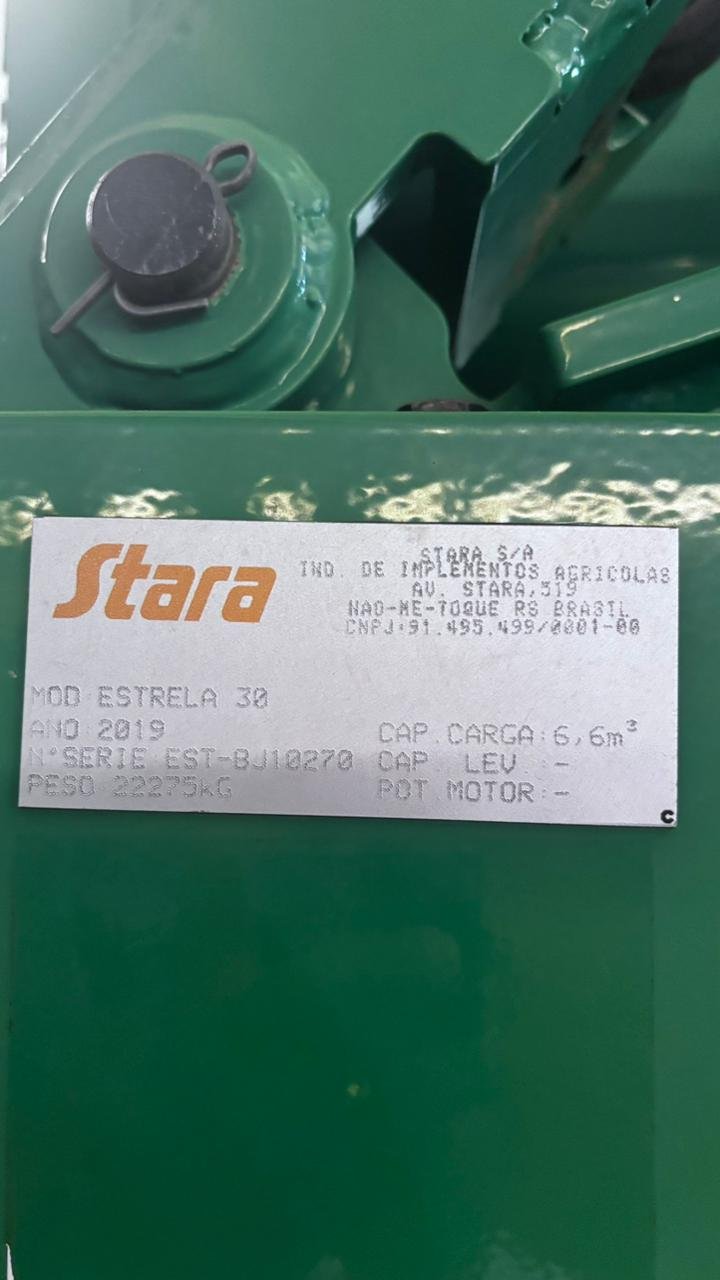 Stara
STARA S/A
IND. DE IMPLEMENTOS AGRICOLAS
AV. STARA,519
NAO-ME-TOQUE RS BRASIL
CNPJ:91.495.499/0001-00
MOD:ESTRELA 30
ANO:2019
N°SERIE:EST-BJ10270
PESO:22275kG
CAP.CARGA:6,6m³
CAP. LEV :-
POT.MOTOR:-
C